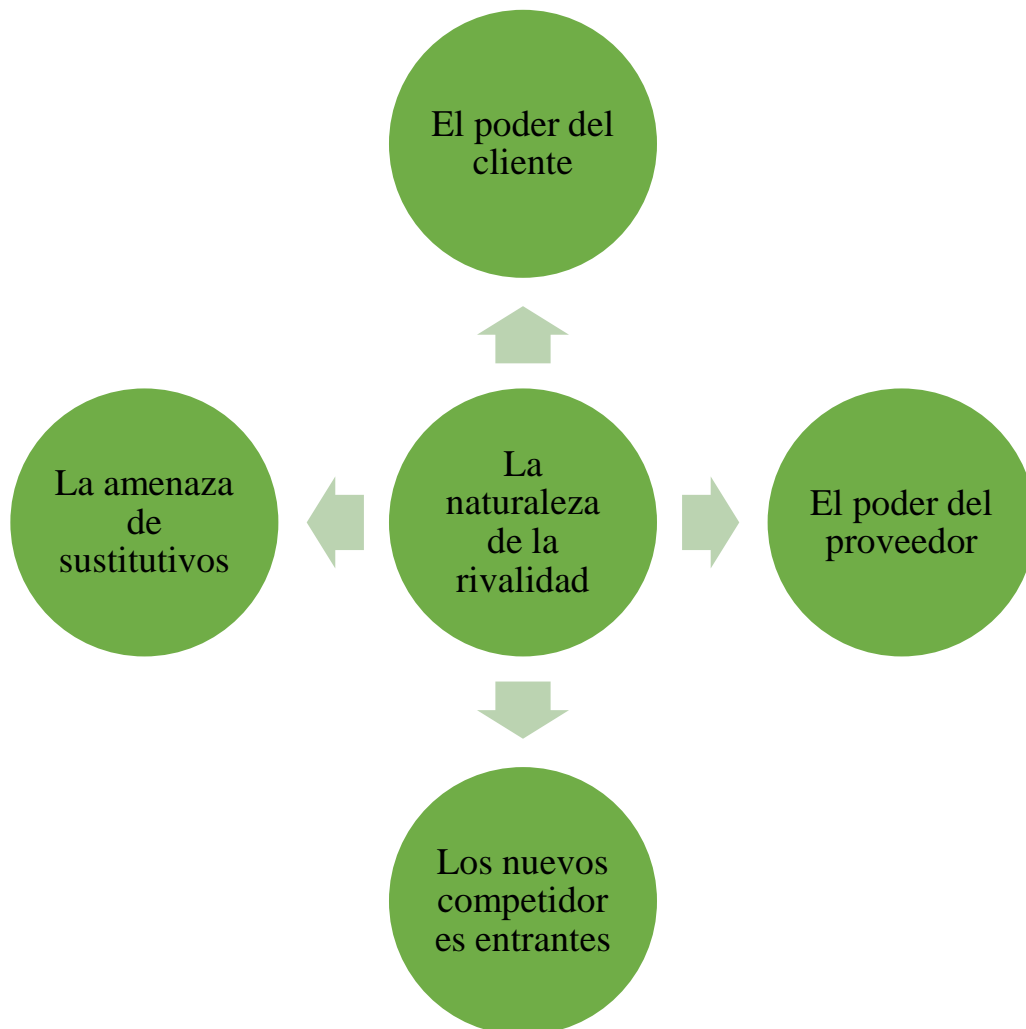 El poder del
cliente
La amenaza
de
sustitutivos
La
naturaleza
de la
rivalidad
El poder del
proveedor
Los nuevos
competidor
es entrantes